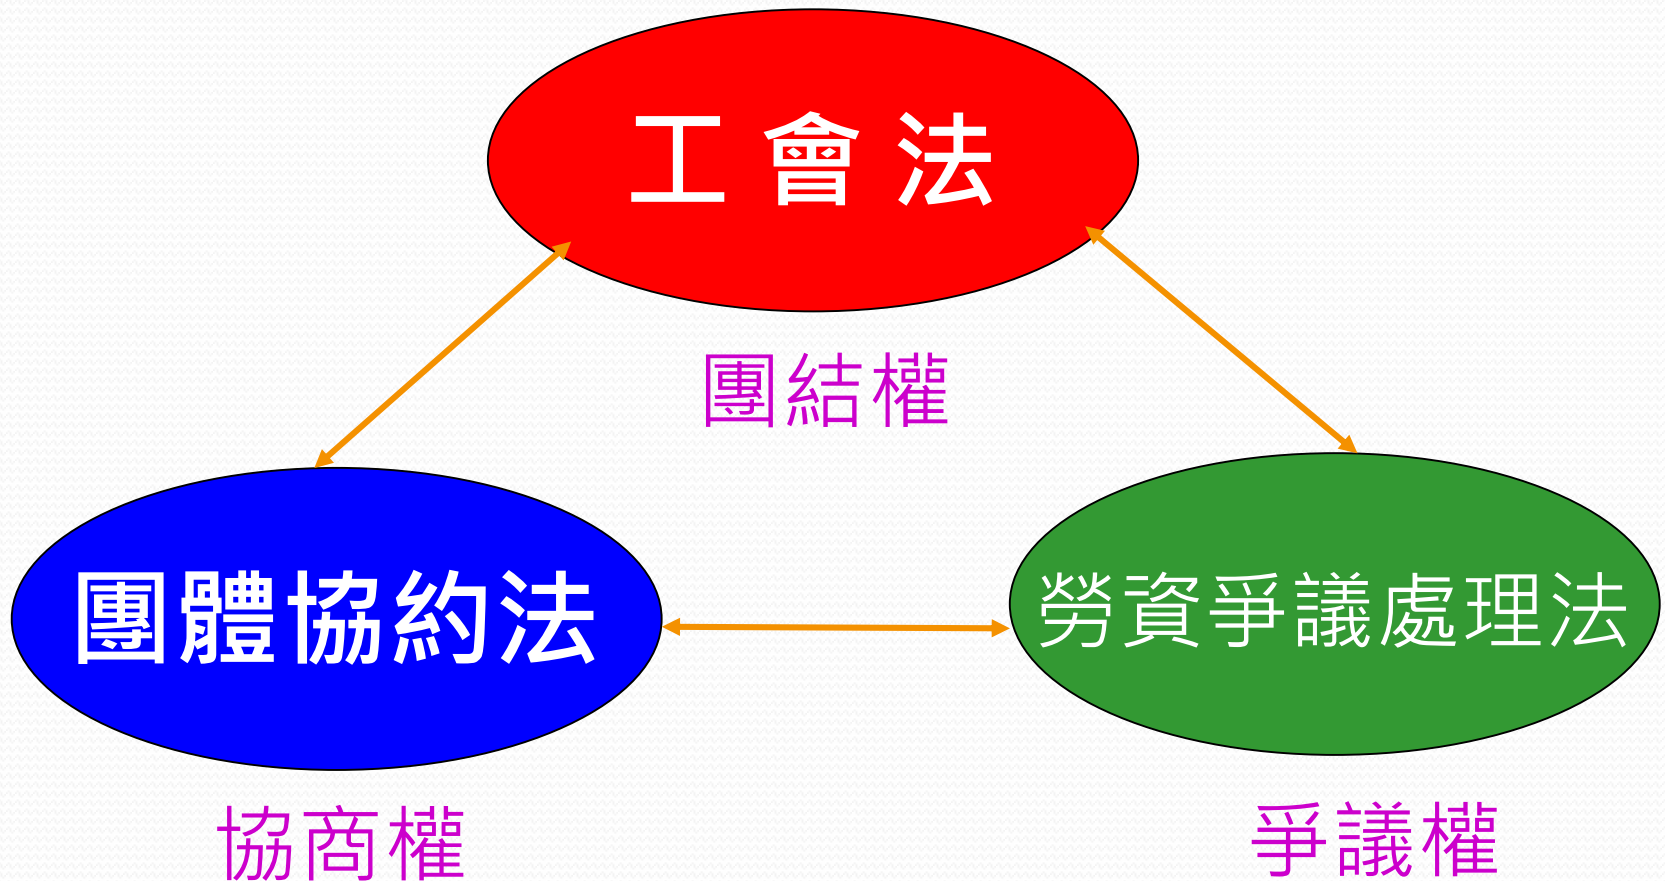 工會法
團結權
團體協約法
勞資爭議處理法
協商權
爭議權